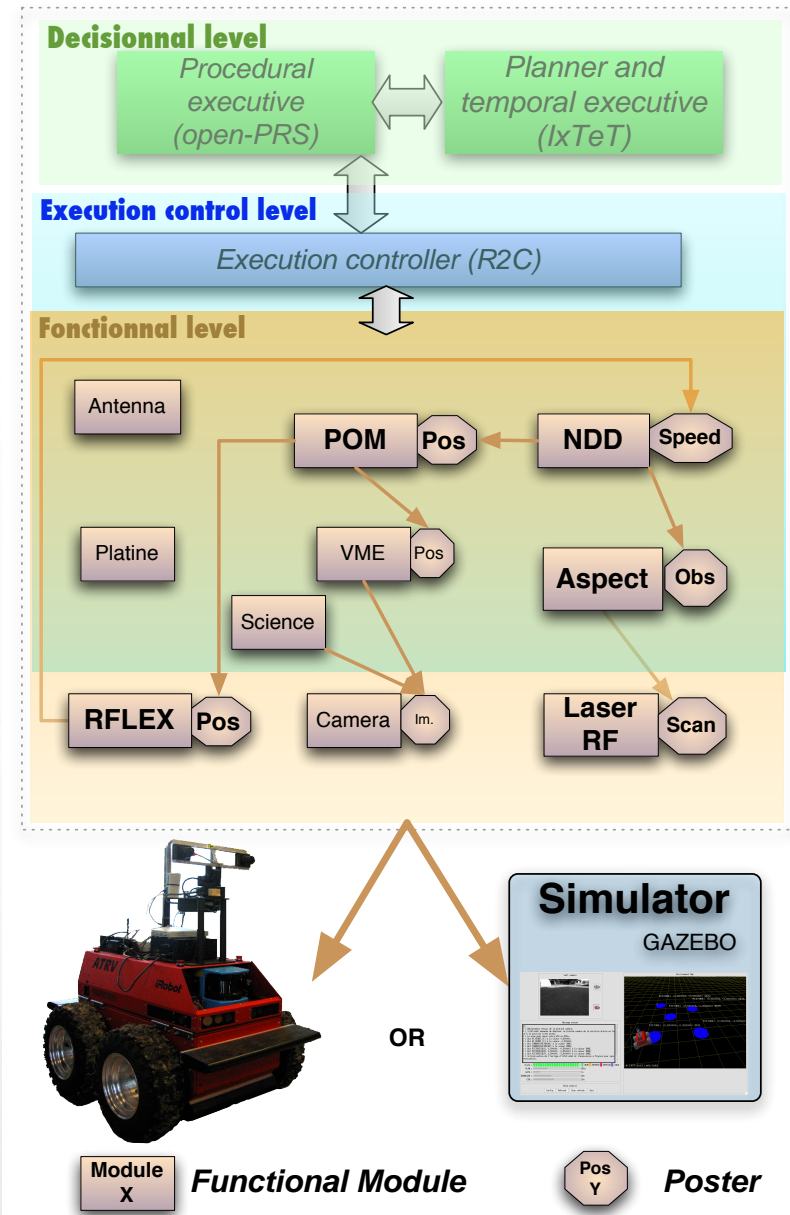 Decisionnal level
Procedural
executive
(open-PRS)
Planner and
temporal executive
(IxTeT)
Execution control level
Execution controller (R2C)
Fonctionnal level
Antenna
POM
Pos
NDD
Speed
Platine
VME
Pos
Aspect
Obs
Science
RFLEX
Pos
Camera
Im.
Laser
RF
Scan
ATRV
iRobot
OR
Simulator
GAZEBO
Module
X
Functional Module
Pos
Y
Poster